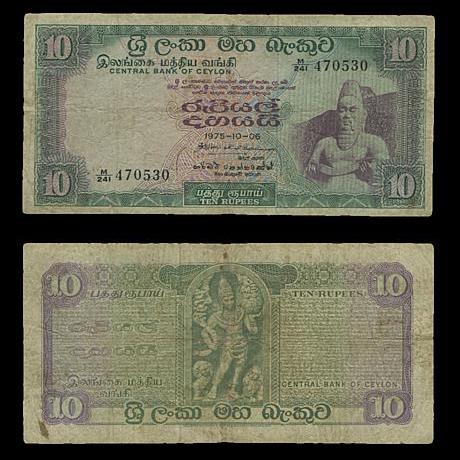 10 ශ්‍රී ලංකා මහ බැංකුව 10
இலங்கை மத்திய வங்கி M/241 470530
CENTRAL BANK OF CEYLON
රුපියල්
දහයයි
1975-10-06
M/241 470530
10 பத்து ரூபாய் 10
TEN RUPEES
10 பத்து ரூபாய் TEN RUPEES 10
රුපියල්
දහයයි
இலங்கை மத்திய வங்கி
CENTRAL BANK OF CEYLON
10 ශ්‍රී ලංකා මහ බැංකුව 10